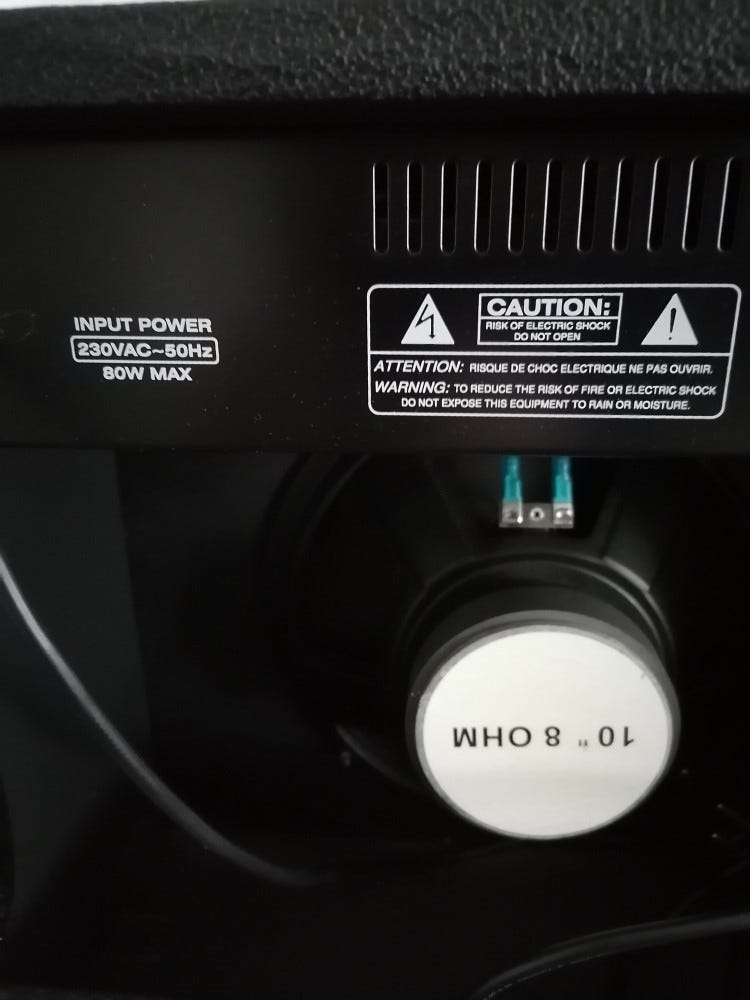 INPUT POWER
230VAC~50Hz
80W MAX
CAUTION:
RISK OF ELECTRIC SHOCK
DO NOT OPEN
ATTENTION: RISQUE DE CHOC ELECTRIQUE NE PAS OUVRIR.
WARNING: TO REDUCE THE RISK OF FIRE OR ELECTRIC SHOCK
DO NOT EXPOSE THIS EQUIPMENT TO RAIN OR MOISTURE.
10" 8 OHM